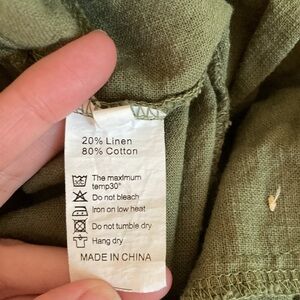 20% Linen
80% Cotton
The maximum
temp30°
Do not bleach
Iron on low heat
Do not tumble dry
Hang dry
MADE IN CHINA